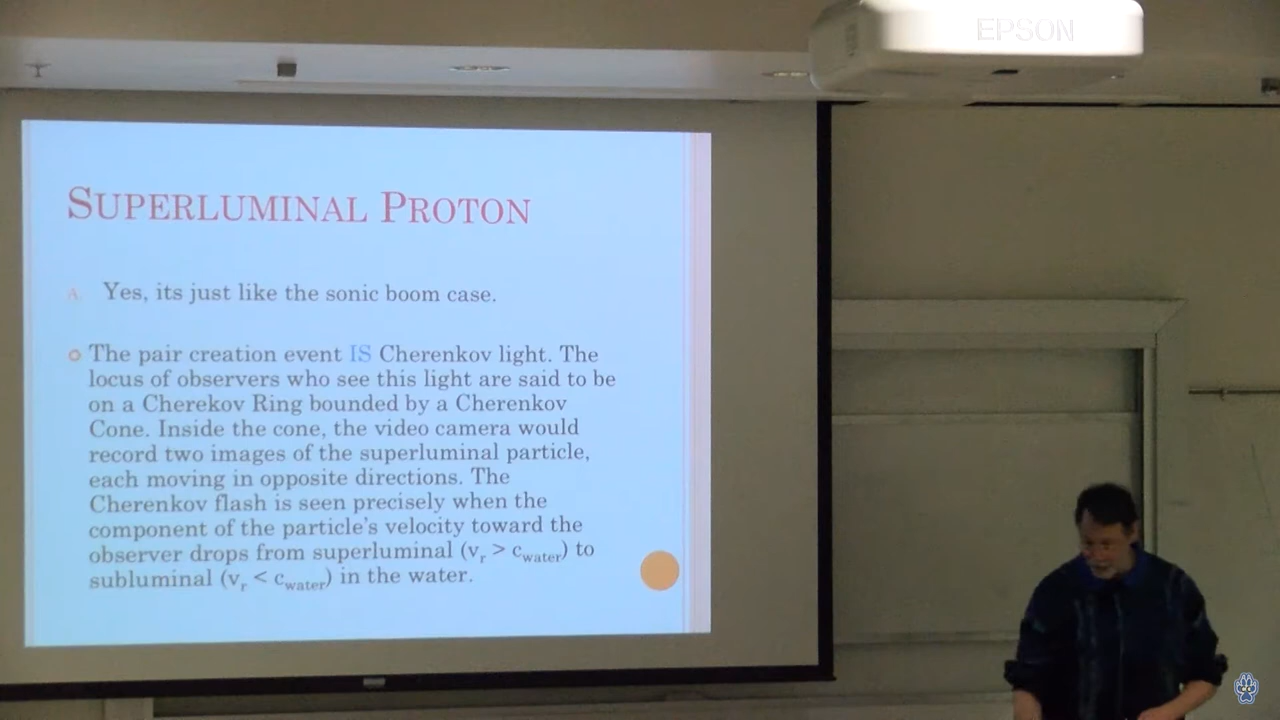 EPSON
SUPERLUMINAL PROTON
A. Yes, its just like the sonic boom case.
The pair creation event IS Cherenkov light. The
locus of observers who see this light are said to be
on a Cherekov Ring bounded by a Cherenkov
Cone. Inside the cone, the video camera would
record two images of the superluminal particle,
each moving in opposite directions. The
Cherenkov flash is seen precisely when the
component of the particle's velocity toward the
observer drops from superluminal (vr > cwater) to
subluminal (vr < cwater) in the water.